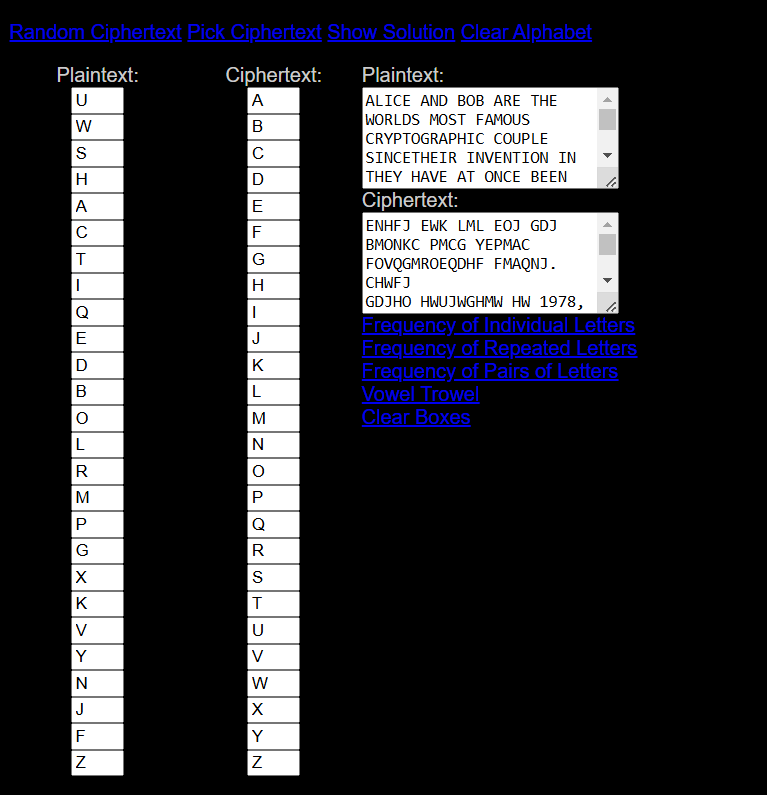 Random Ciphertext Pick Ciphertext Show Solution Clear Alphabet
Plaintext: Ciphertext:
U A
W B
S C
H D
A E
C F
T G
I H
Q I
E J
D K
B L
O M
L N
R O
M P
P Q
G R
X S
K T
V U
Y V
N W
J X
F Y
Z Z
Plaintext:
ALICE AND BOB ARE THE
WORLDS MOST FAMOUS
CRYPTOGRAPHIC COUPLE
SINCETHEIR INVENTION IN
THEY HAVE AT ONCE BEEN
Ciphertext:
ENHFJ EWK LML EOJ GDJ
BMONKC PMCG YEPMAC
FOVQGMROEQDHF FMAQNJ.
CHWFJ
GDJHO HWUJWGHMW HW 1978,
Frequency of Individual Letters
Frequency of Repeated Letters
Frequency of Pairs of Letters
Vowel Trowel
Clear Boxes